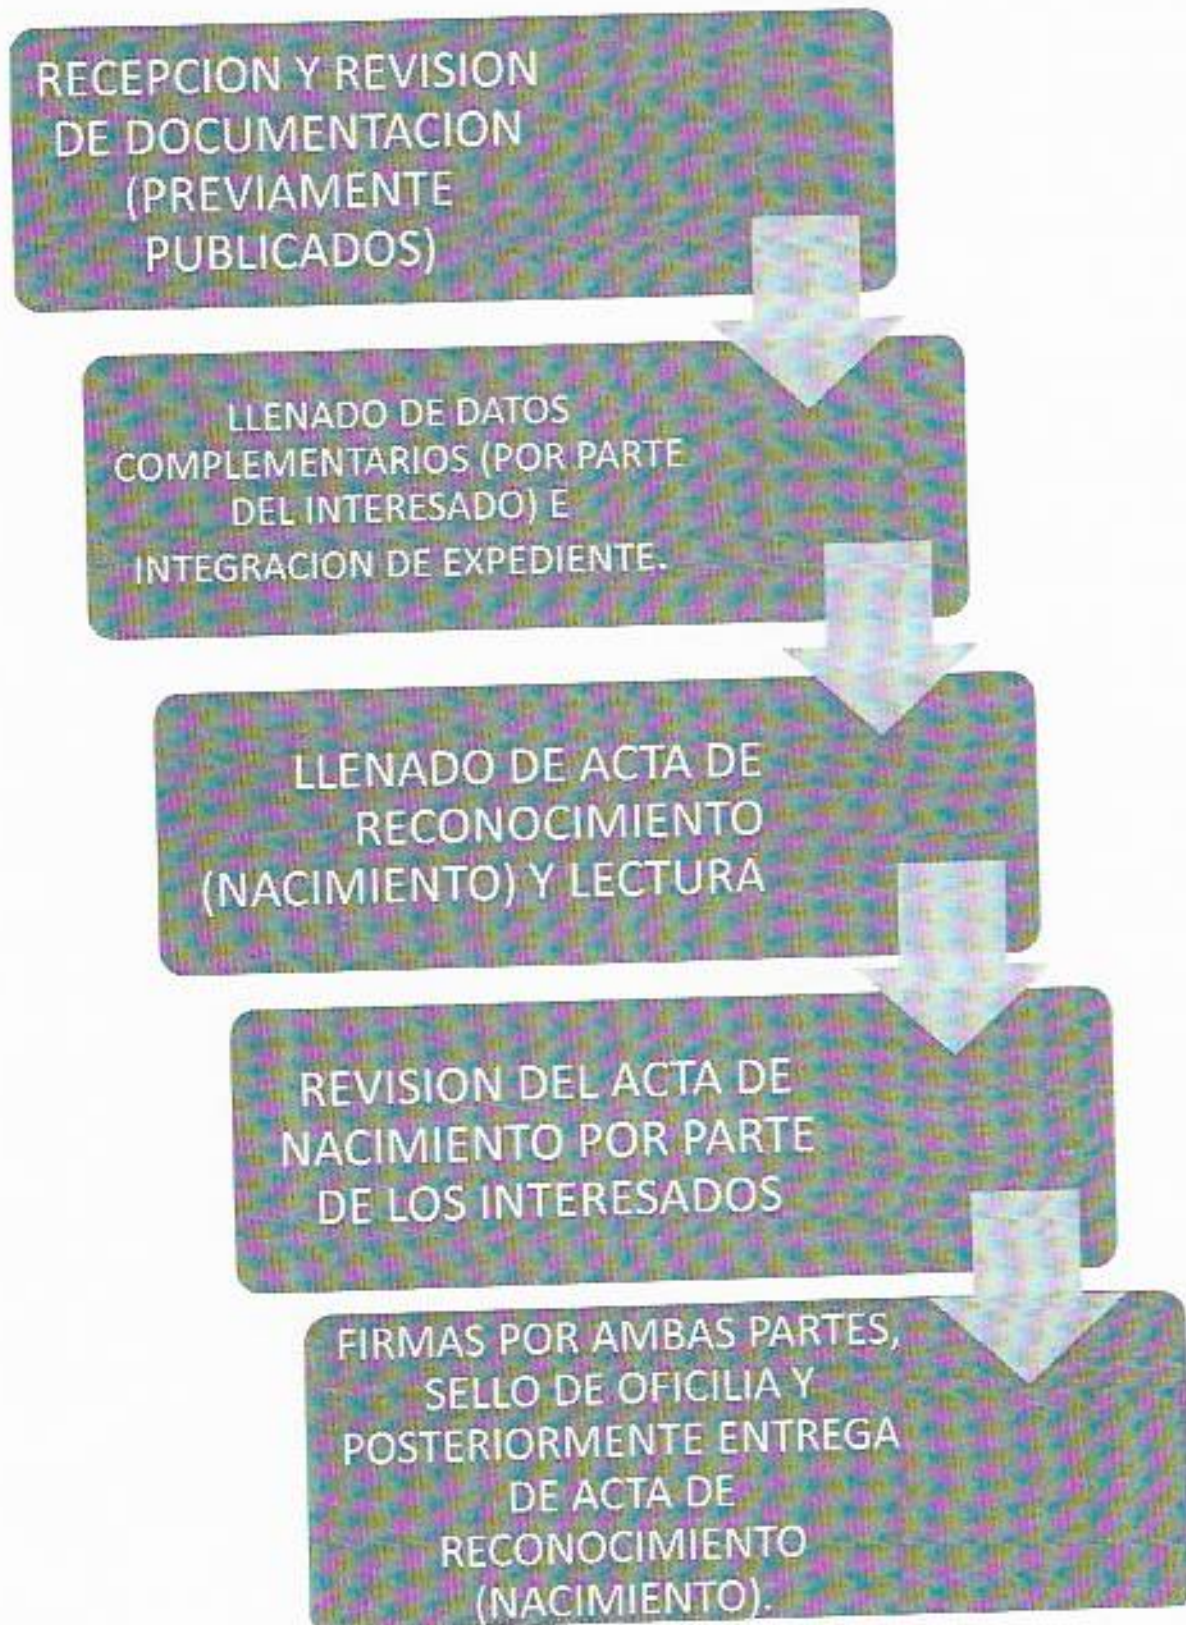 RECEPCION Y REVISION
DE DOCUMENTACION
(PREVIAMENTE
PUBLICADOS)
LLENADO DE DATOS
COMPLEMENTARIOS (POR PARTE
DEL INTERESADO) E
INTEGRACION DE EXPEDIENTE.
LLENADO DE ACTA DE
RECONOCIMIENTO
(NACIMIENTO) Y LECTURA
REVISION DEL ACTA DE
NACIMIENTO POR PARTE
DE LOS INTERESADOS
FIRMAS POR AMBAS PARTES,
SELLO DE OFICILIA Y
POSTERIORMENTE ENTREGA
DE ACTA DE
RECONOCIMIENTO
(NACIMIENTO).